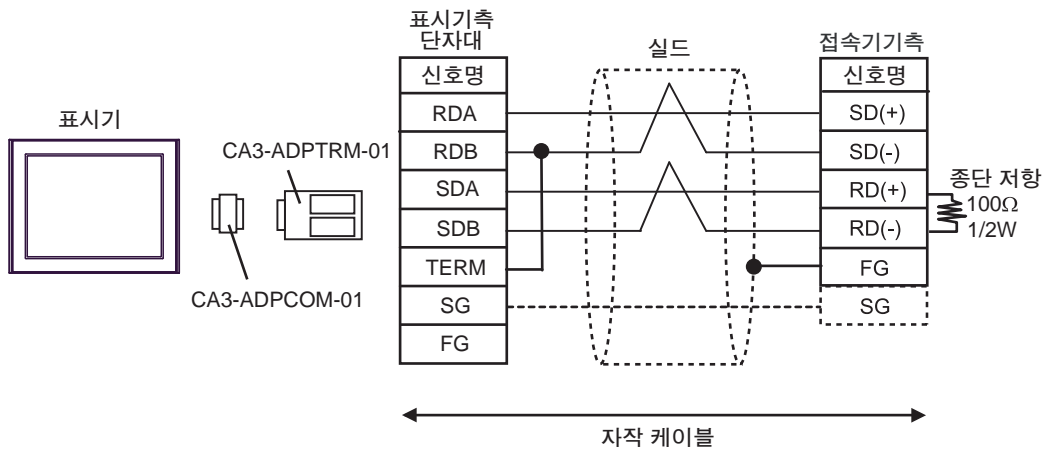 표시기
CA3-ADPTRM-01
CA3-ADPCOM-01
표시기측
단자대
신호명
RDA
RDB
SDA
SDB
TERM
SG
FG
실드
접속기기측
신호명
SD(+)
SD(-)
RD(+)
RD(-)
FG
SG
종단 저항
100Ω
1/2W
자작 케이블